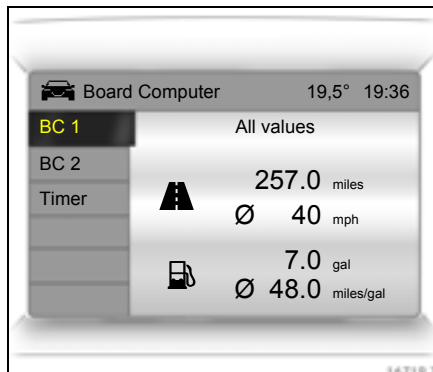 Board Computer 19,5° 19:36
BC 1
All values
BC 2
Timer
257.0 miles
Ø 40 mph
7.0 gal
Ø 48.0 miles/gal